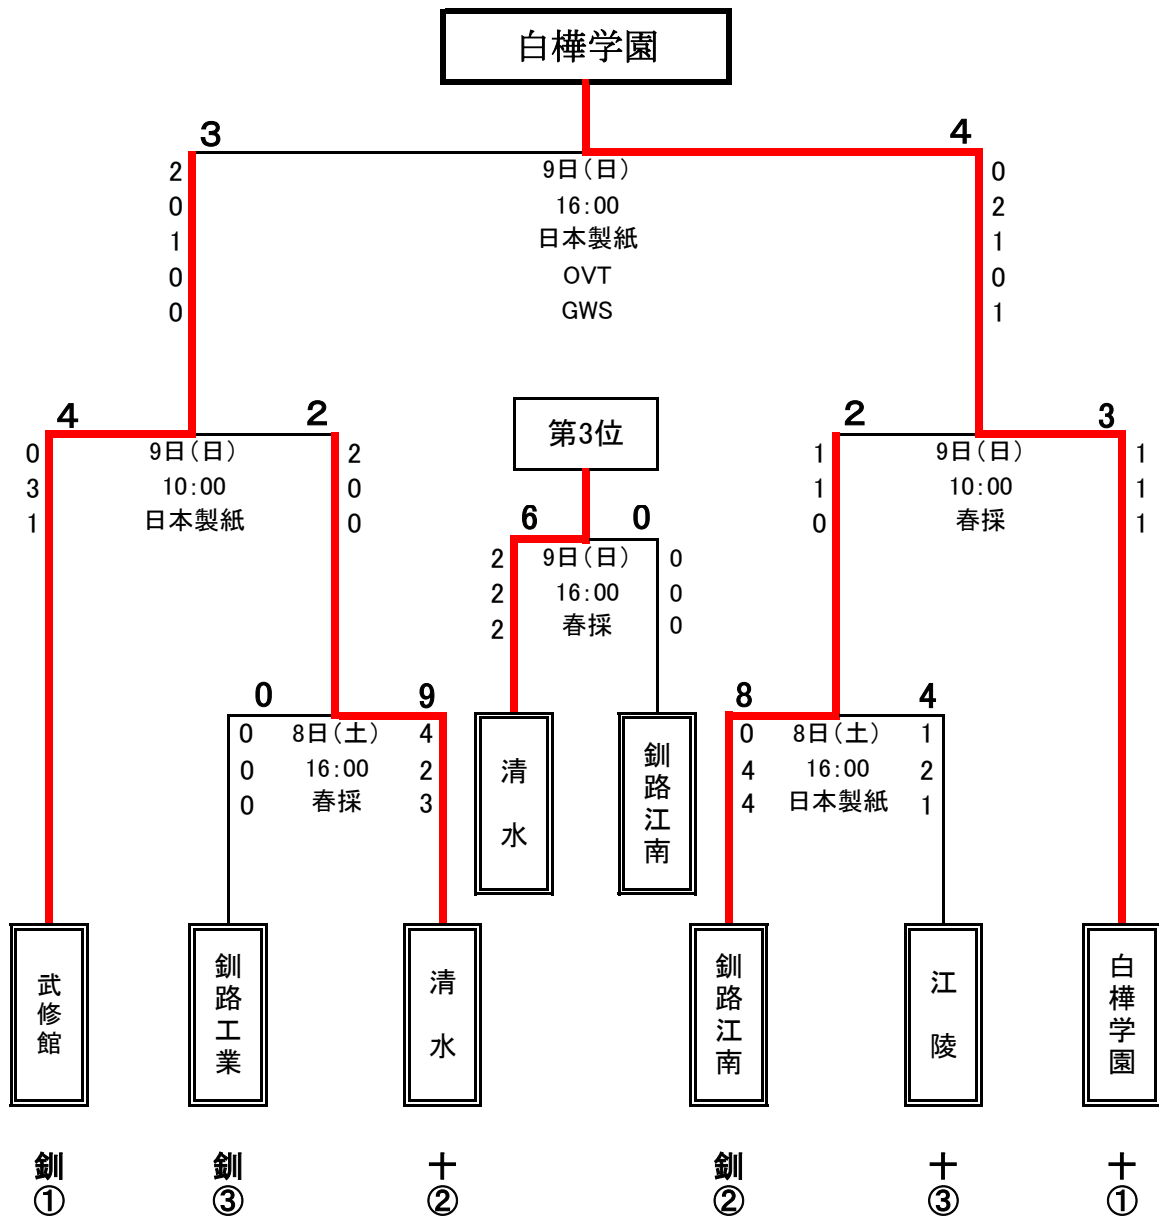 白樺学園
3
4
2
0
1
0
0
9日(日)
16:00
日本製紙
OVT
GWS
0
2
1
0
1
4
2
0
3
1
9日(日)
10:00
日本製紙
2
0
0
第3位
6
0
2
2
2
9日(日)
16:00
春採
0
0
0
2
3
1
1
0
9日(日)
10:00
春採
1
1
1
0
9
0
0
0
8日(土)
16:00
春採
4
2
3
清水
釧路江南
8
4
0
4
4
8日(土)
16:00
日本製紙
1
2
1
武修館
釧路工業
清水
釧路江南
江陵
白樺学園
釧①
釧③
十②
釧②
十③
十①